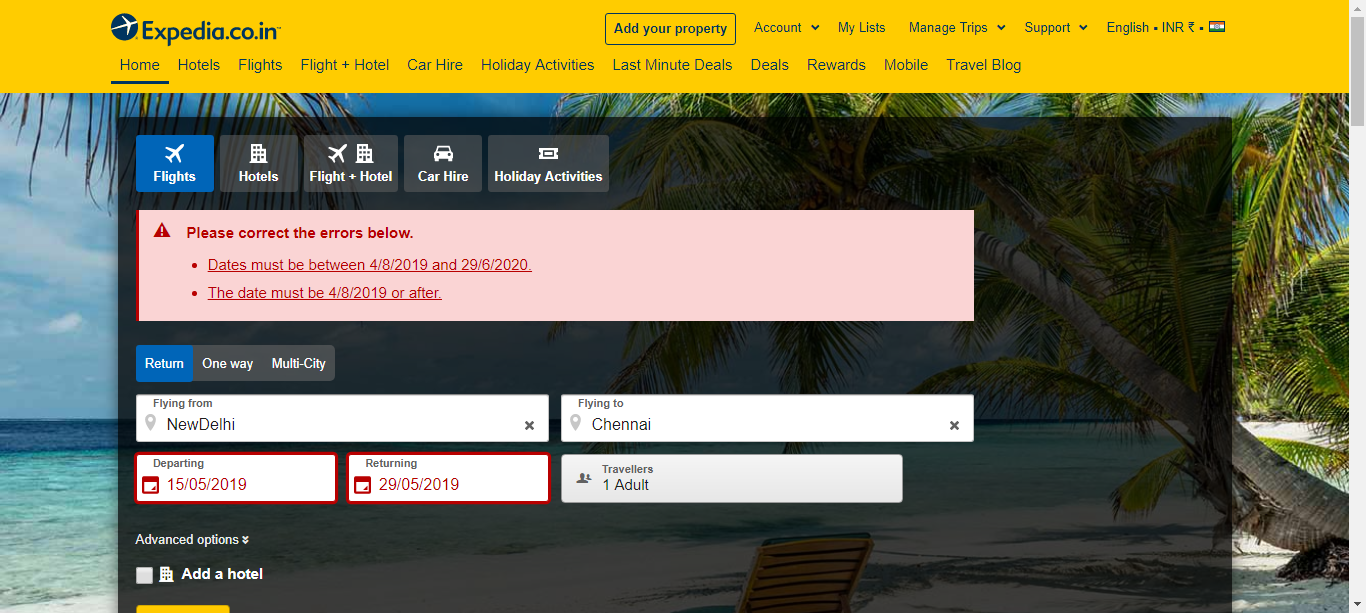 Expedia.co.in
Add your property
Account
My Lists
Manage Trips
Support
English ▪ INR ₹ ▪
Home Hotels Flights Flight + Hotel Car Hire Holiday Activities Last Minute Deals Deals Rewards Mobile Travel Blog
Flights Hotels Flight + Hotel Car Hire Holiday Activities
Please correct the errors below.
Dates must be between 4/8/2019 and 29/6/2020.
The date must be 4/8/2019 or after.
Return One way Multi-City
Flying from
NewDelhi
Flying to
Chennai
Departing
15/05/2019
Returning
29/05/2019
Travellers
1 Adult
Advanced options
Add a hotel